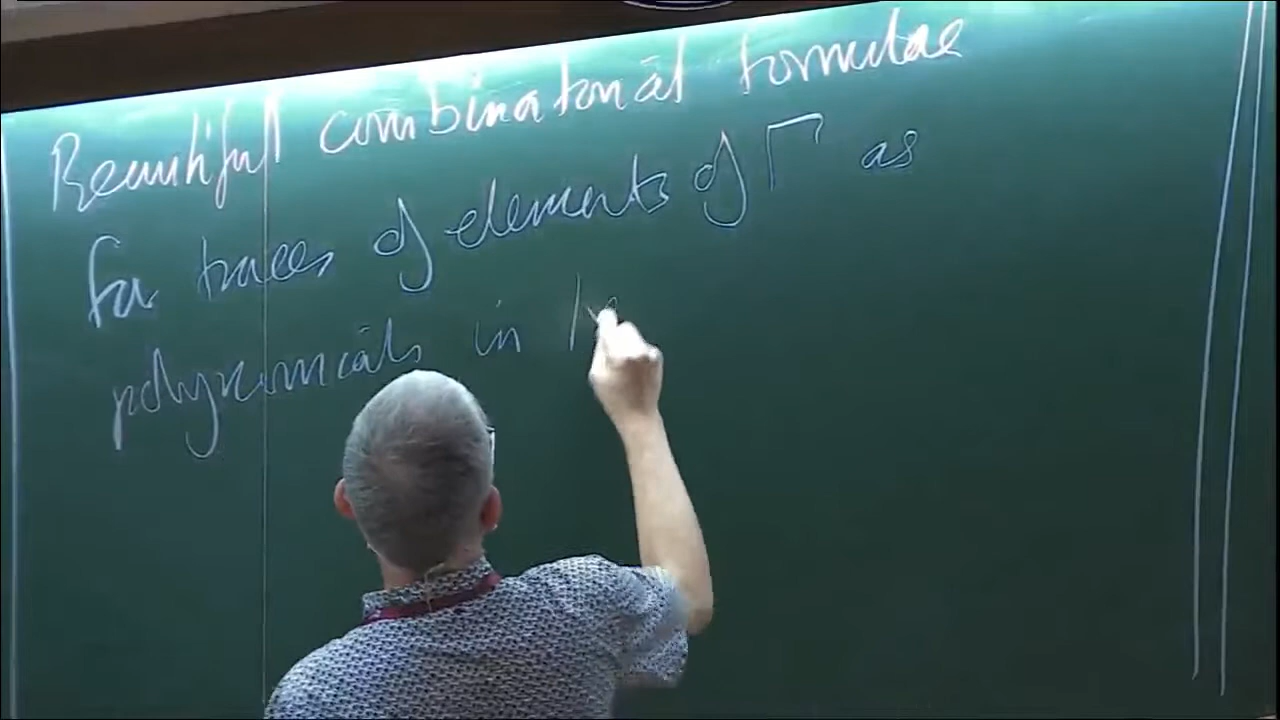 Beautiful combinatorial formulae
for traces of elements of Γ as
polynomials in